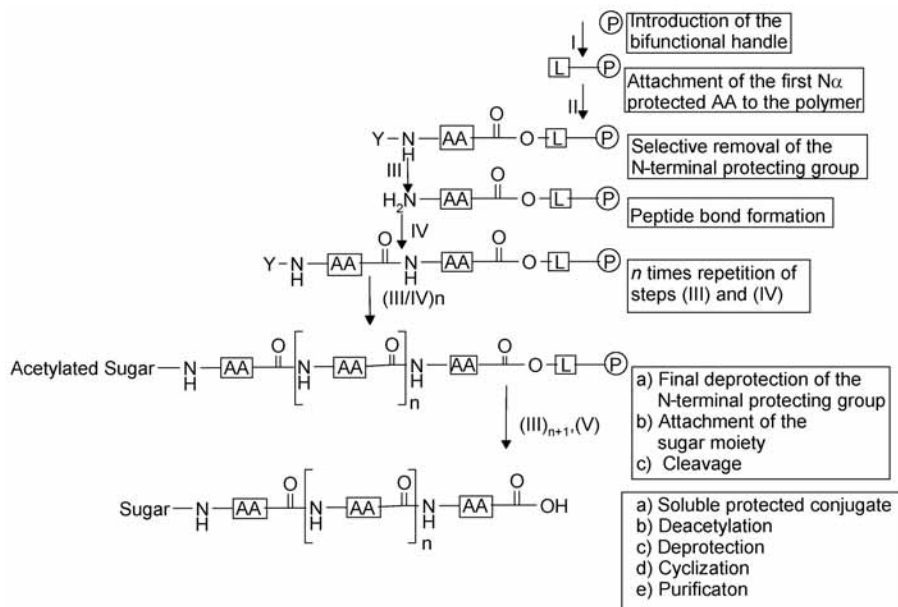 P Introduction of the
bifunctional handle
I
L P
Attachment of the first Nα
protected AA to the polymer
II
O
Y N H AA O L P
Selective removal of the
N-terminal protecting group
III
O
H2N AA O L P
Peptide bond formation
IV
O O
Y N H AA N H AA O L P
n times repetition of
steps (III) and (IV)
(III/IV)n
O O O
Acetylated Sugar N H AA N H AA N H AA O L P
n
a) Final deprotection of the
N-terminal protecting group
b) Attachment of the
sugar moiety
c) Cleavage
(III)n+1,(V)
O O O
Sugar N H AA N H AA N H AA OH
n
a) Soluble protected conjugate
b) Deacetylation
c) Deprotection
d) Cyclization
e) Purificaton